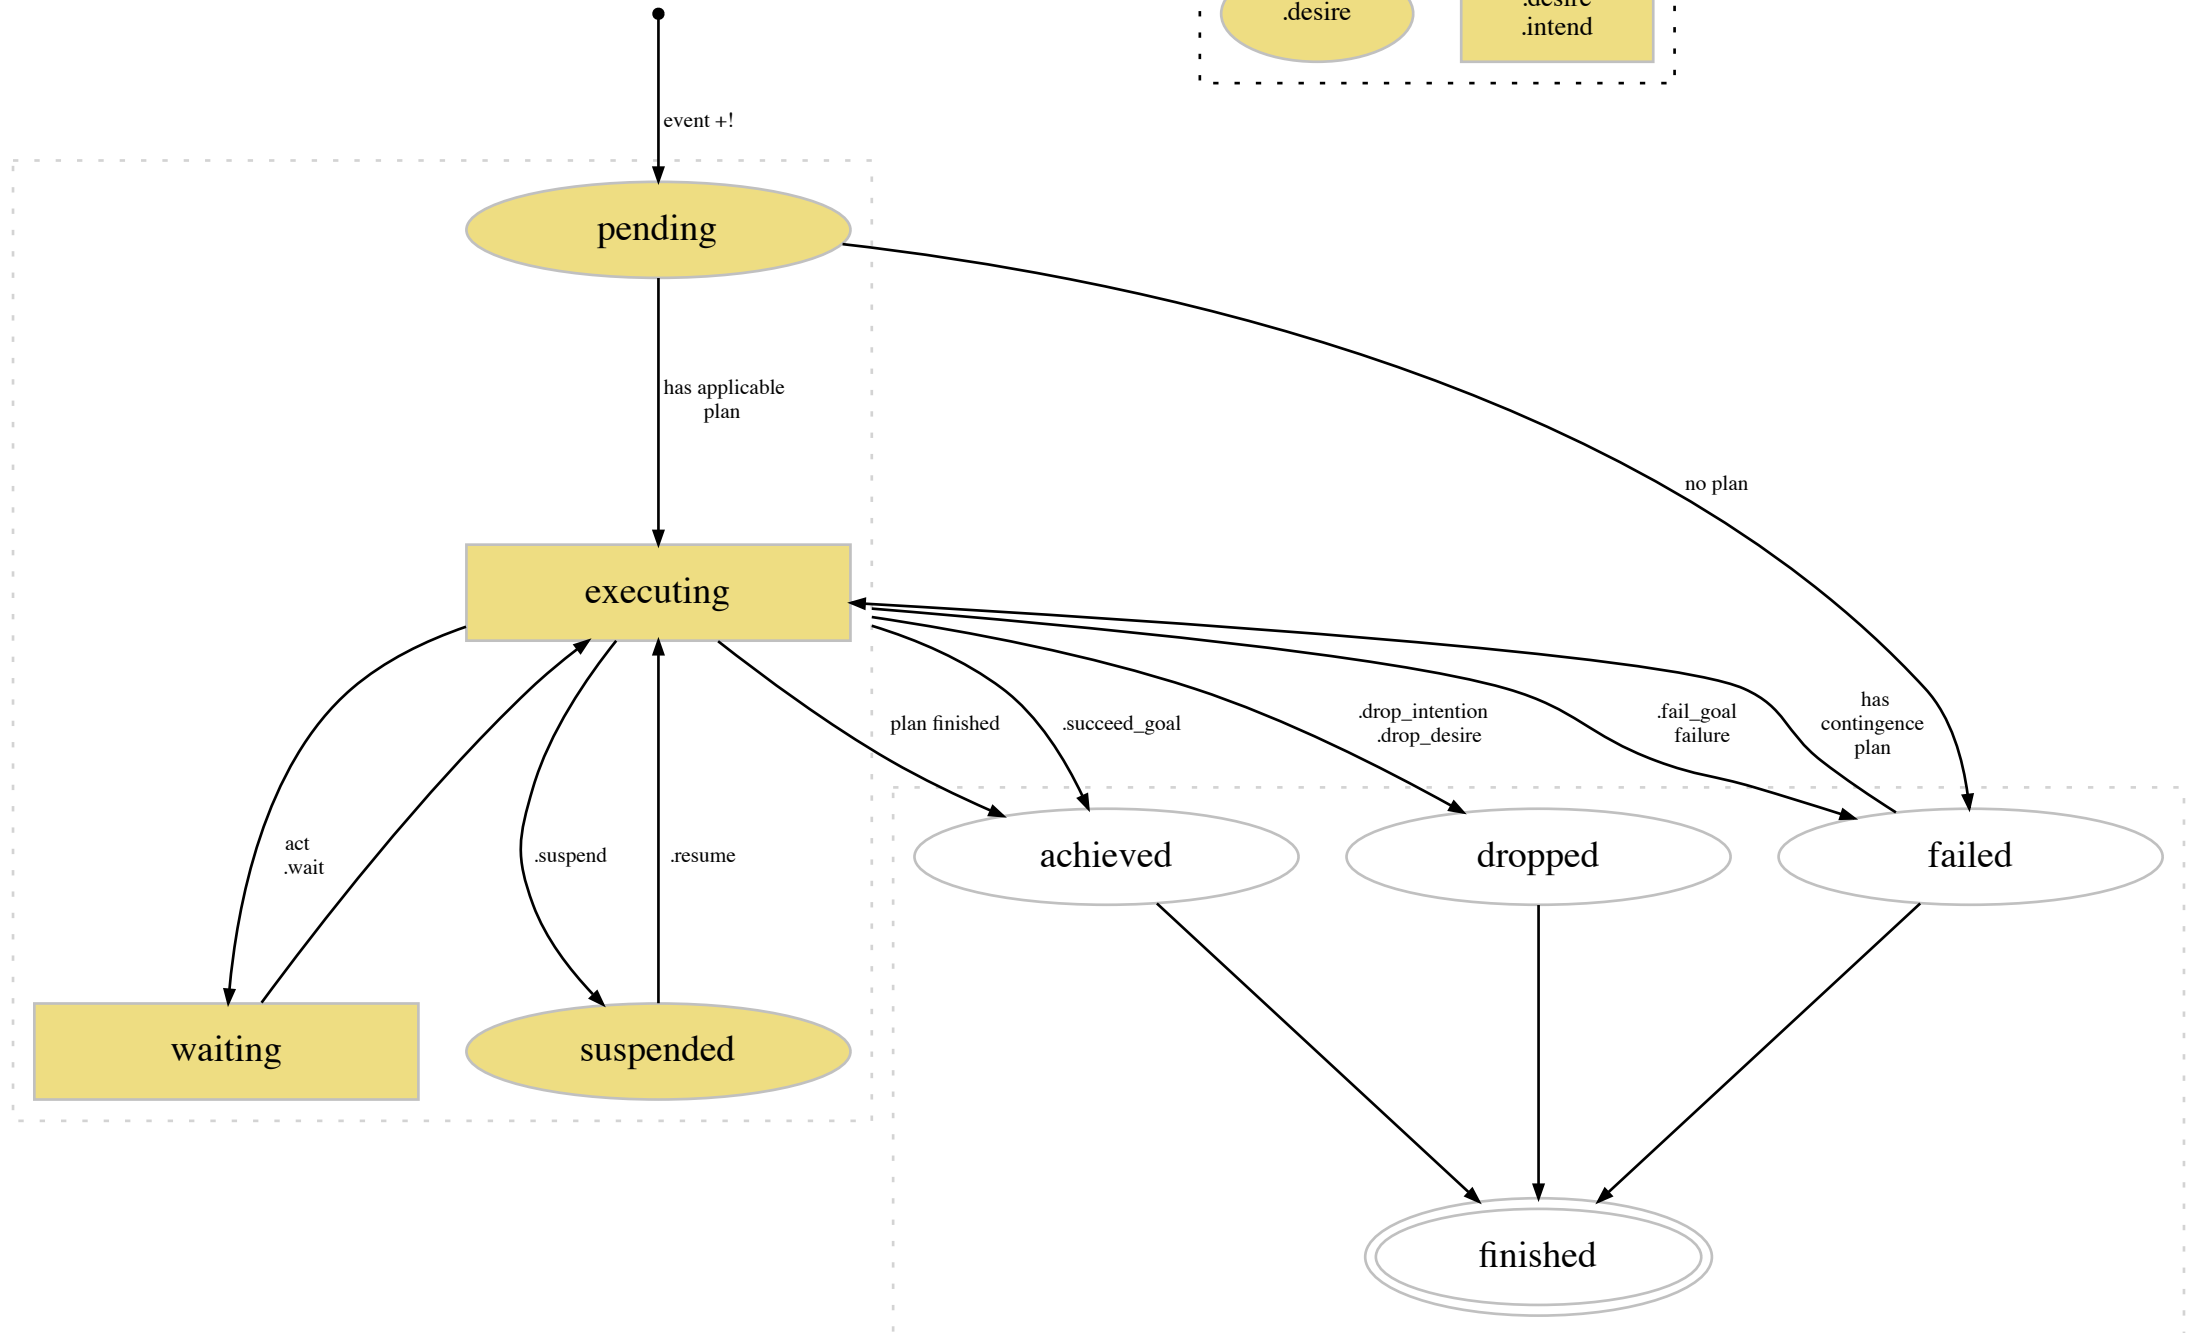 .desire
.desire
.intend
event +!
pending
has applicable
plan
no plan
executing
has
contingence
plan
.fail_goal
failure
.drop_intention
.drop_desire
.succeed_goal
plan finished
act
.wait
.suspend
.resume
achieved
dropped
failed
waiting
suspended
finished